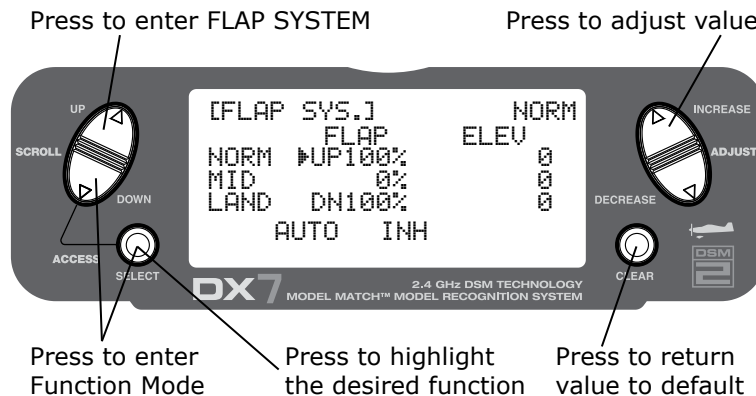 Press to enter FLAP SYSTEM
Press to adjust value
UP
SCROLL
DOWN
ACCESS
SELECT
[FLAP SYS.] NORM
FLAP ELEV
NORM UP100% 0
MID 0% 0
LAND DN100% 0
AUTO INH
INCREASE
ADJUST
DECREASE
CLEAR
DSM
2
DX7
2.4 GHz DSM TECHNOLOGY
MODEL MATCH™ MODEL RECOGNITION SYSTEM
Press to enter
Function Mode
Press to highlight
the desired function
Press to return
value to default